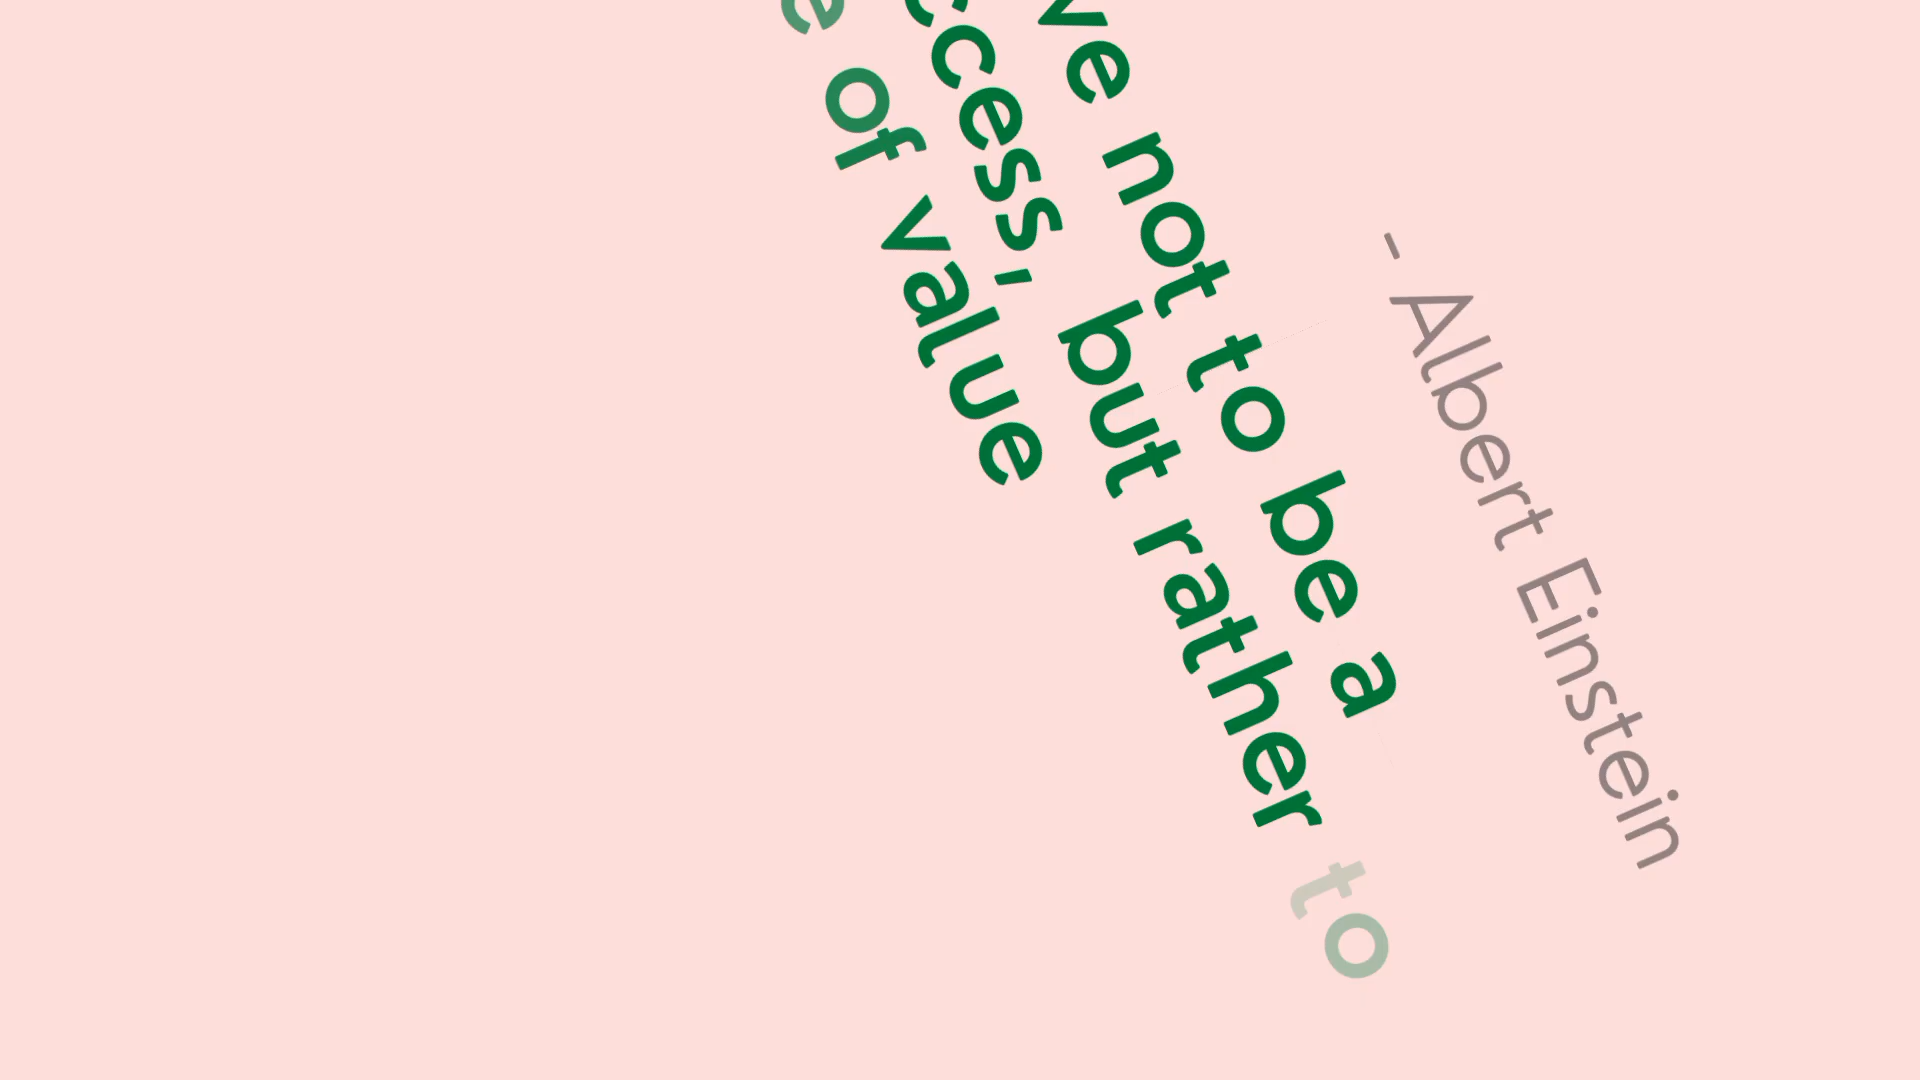 ve not to be a
ccess, but rather to
e of value
- Albert Einstein